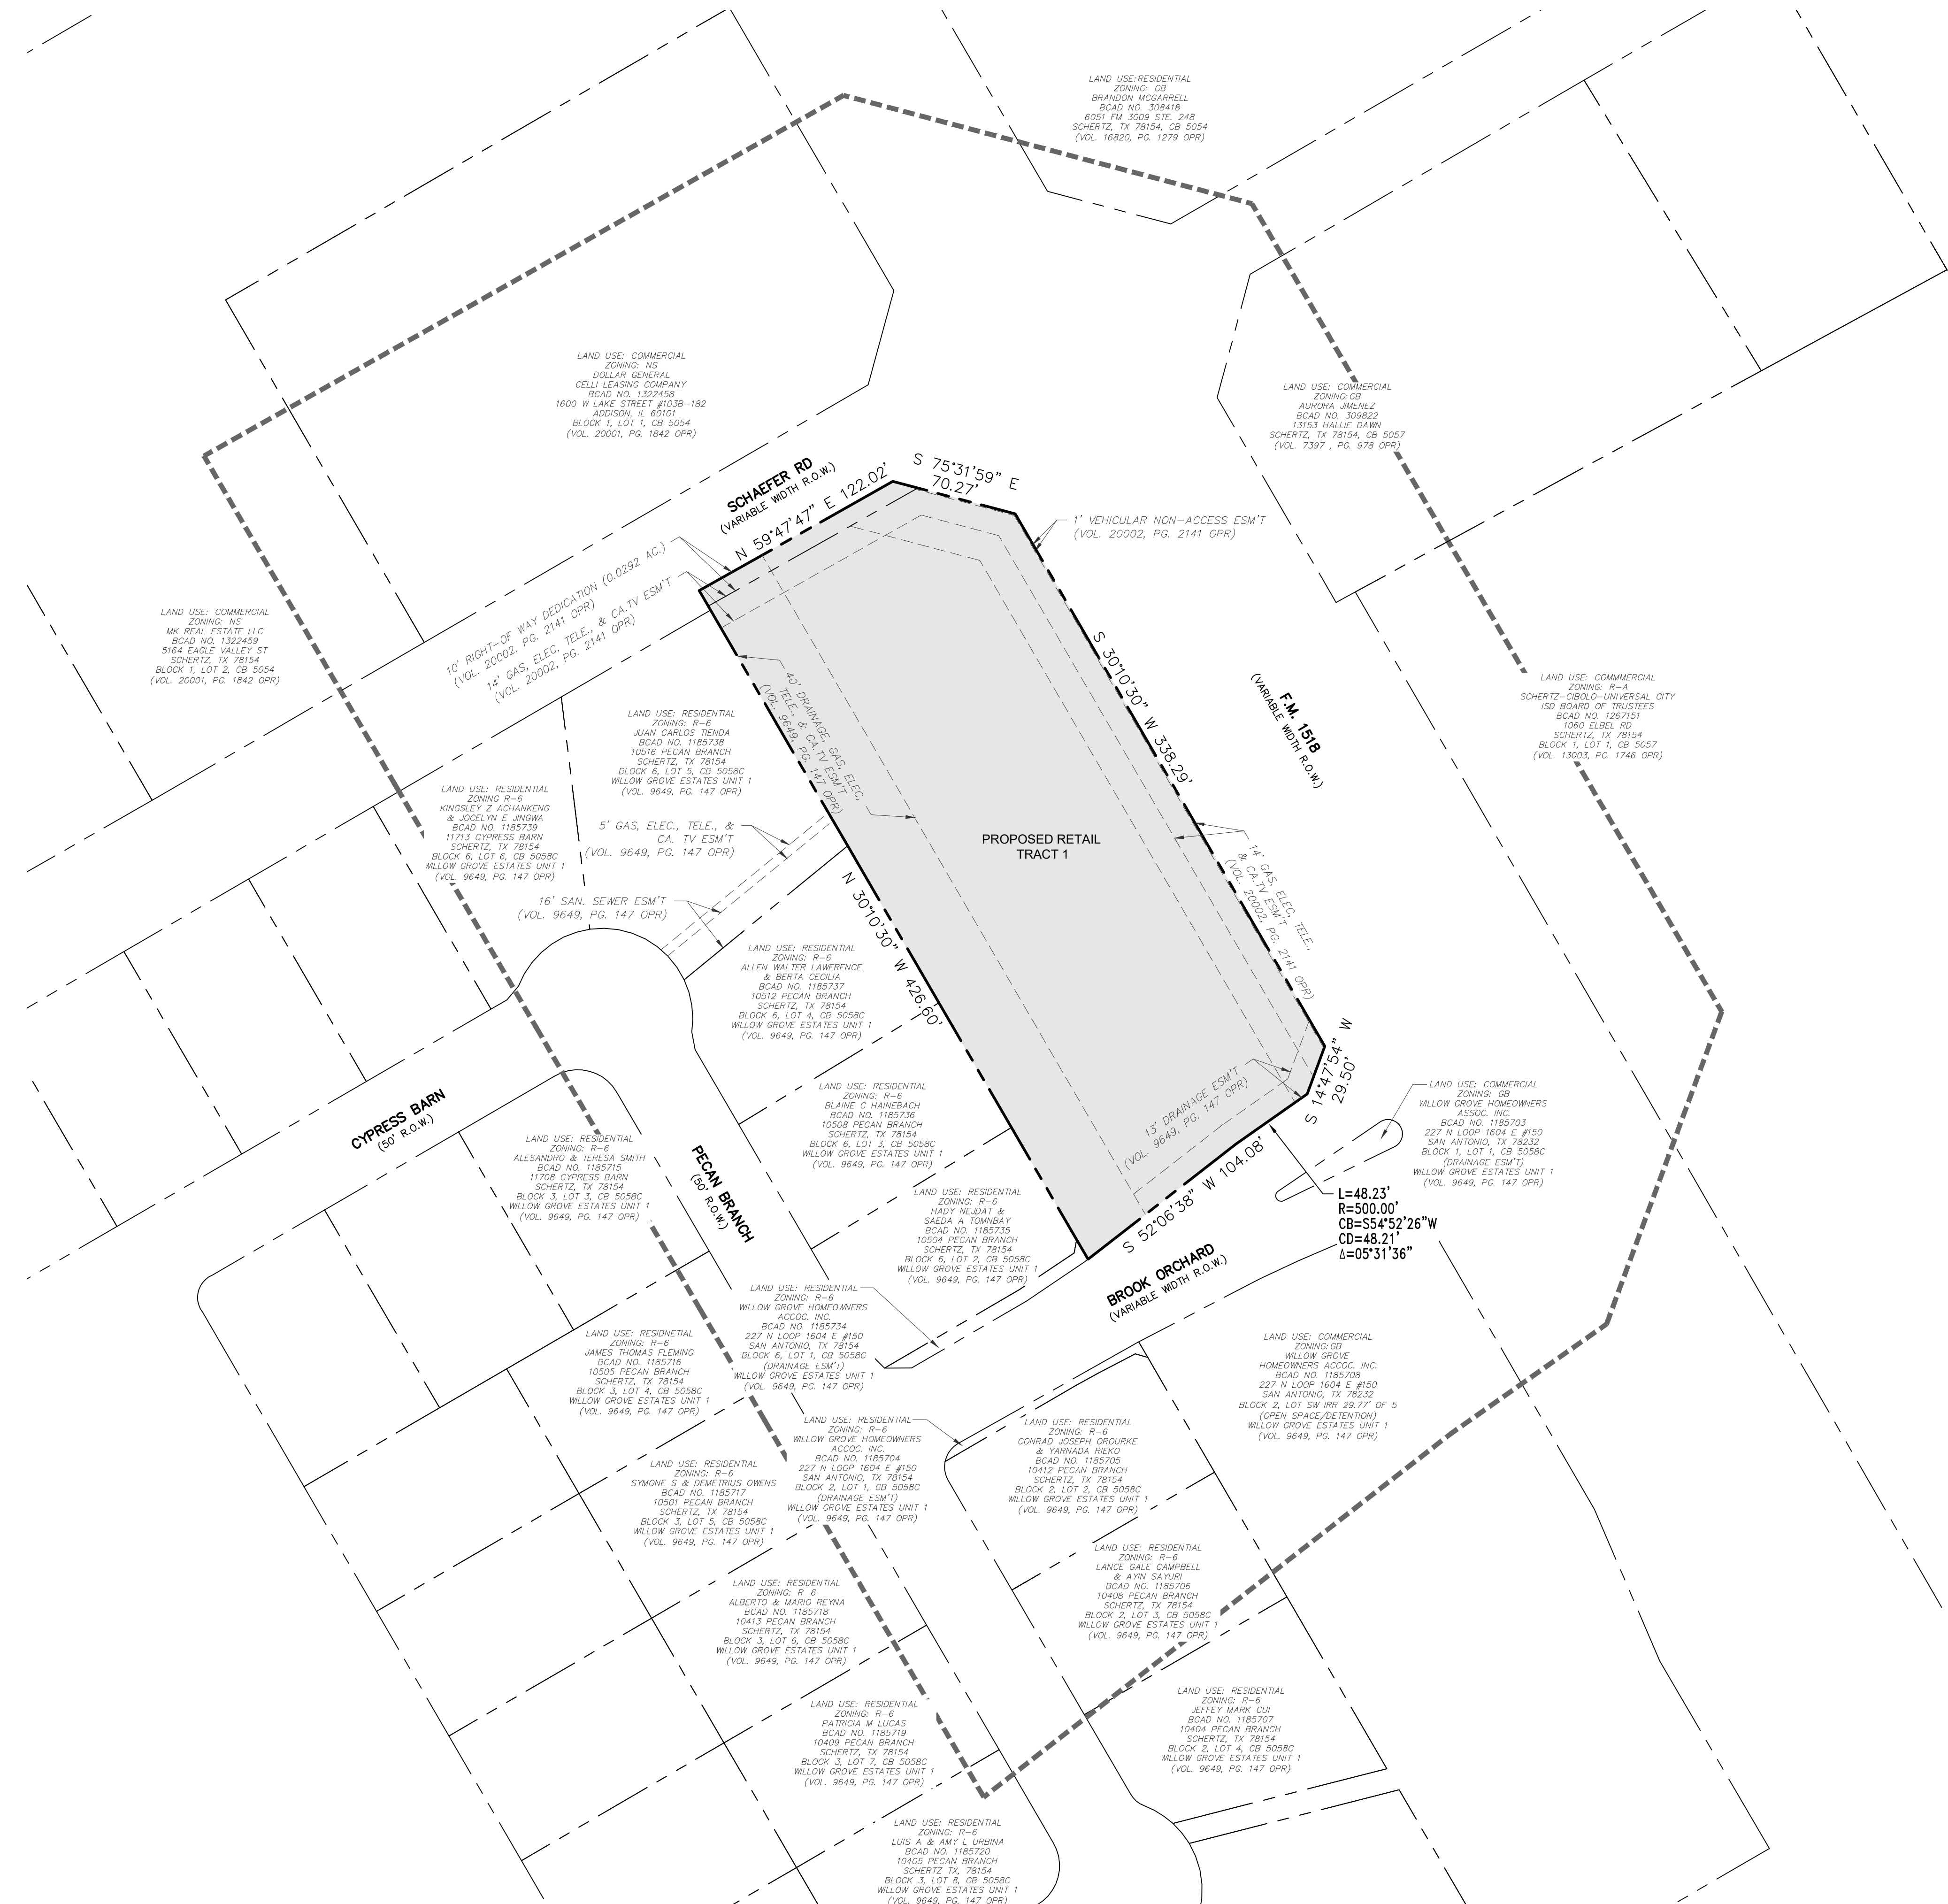 LAND USE: RESIDENTIAL
ZONING: GB
BRANDON MCGARRELL
BCAD NO. 308418
6051 FM 3009 STE. 248
SCHERTZ, TX 78154, CB 5054
(VOL. 16820, PG. 1279 OPR)
LAND USE: COMMERCIAL
ZONING: NS
DOLLAR GENERAL
CELLI LEASING COMPANY
BCAD NO. 1322458
1600 W LAKE STREET #103B-182
ADDISON, IL 60101
BLOCK 1, LOT 1, CB 5054
(VOL. 20001, PG. 1842 OPR)
LAND USE: COMMERCIAL
ZONING: GB
AURORA JIMENEZ
BCAD NO. 309822
13153 HALLIE DAWN
SCHERTZ, TX 78154, CB 5057
(VOL. 7397 , PG. 978 OPR)
SCHAEFER RD
(VARIABLE WIDTH R.O.W.)
N 59°47'47" E 122.02'
S 75°31'59" E
70.27'
1' VEHICULAR NON-ACCESS ESM'T
(VOL. 20002, PG. 2141 OPR)
10' RIGHT-OF WAY DEDICATION (0.0292 AC.)
(VOL. 20002, PG. 2141 OPR)
14' GAS, ELEC, TELE., & CA.TV ESM'T
(VOL. 20002, PG. 2141 OPR)
LAND USE: COMMERCIAL
ZONING: NS
MK REAL ESTATE LLC
BCAD NO. 1322459
5164 EAGLE VALLEY ST
SCHERTZ, TX 78154
BLOCK 1, LOT 2, CB 5054
(VOL. 20001, PG. 1842 OPR)
40' DRAINAGE, GAS, ELEC,
TELE., & CA.TV ESM'T
(VOL. 9649, PG. 147 OPR)
S 30°10'30" W 338.29'
F.M. 1518
(VARIABLE WIDTH R.O.W.)
LAND USE: COMMMERCIAL
ZONING: R-A
SCHERTZ-CIBOLO-UNIVERSAL CITY
ISD BOARD OF TRUSTEES
BCAD NO. 1267151
1060 ELBEL RD
SCHERTZ, TX 78154
BLOCK 1, LOT 1, CB 5057
(VOL. 13003, PG. 1746 OPR)
LAND USE: RESIDENTIAL
ZONING: R-6
JUAN CARLOS TIENDA
BCAD NO. 1185738
10516 PECAN BRANCH
SCHERTZ, TX 78154
BLOCK 6, LOT 5, CB 5058C
WILLOW GROVE ESTATES UNIT 1
(VOL. 9649, PG. 147 OPR)
LAND USE: RESIDENTIAL
ZONING R-6
KINGSLEY Z ACHANKENG
& JOCELYN E JINGWA
BCAD NO. 1185739
11713 CYPRESS BARN
SCHERTZ, TX 78154
BLOCK 6, LOT 6, CB 5058C
WILLOW GROVE ESTATES UNIT 1
(VOL. 9649, PG. 147 OPR)
5' GAS, ELEC., TELE., &
CA. TV ESM'T
(VOL. 9649, PG. 147 OPR)
16' SAN. SEWER ESM'T
(VOL. 9649, PG. 147 OPR)
PROPOSED RETAIL
TRACT 1
14' GAS, ELEC, TELE.,
& CA.TV ESM'T
(VOL. 20002, PG. 2141 OPR)
N 30°10'30" W 426.60'
LAND USE: RESIDENTIAL
ZONING: R-6
ALLEN WALTER LAWERENCE
& BERTA CECILIA
BCAD NO. 1185737
10512 PECAN BRANCH
SCHERTZ, TX 78154
BLOCK 6, LOT 4, CB 5058C
WILLOW GROVE ESTATES UNIT 1
(VOL. 9649, PG. 147 OPR)
LAND USE: RESIDENTIAL
ZONING: R-6
BLAINE C HAINEBACH
BCAD NO. 1185736
10508 PECAN BRANCH
SCHERTZ, TX 78154
BLOCK 6, LOT 3, CB 5058C
WILLOW GROVE ESTATES UNIT 1
(VOL. 9649, PG. 147 OPR)
13' DRAINAGE ESM'T
(VOL. 9649, PG. 147 OPR)
S 14°47'54" W
29.50'
S 52°06'38" W 104.08'
LAND USE: COMMERCIAL
ZONING: GB
WILLOW GROVE HOMEOWNERS
ASSOC. INC.
BCAD NO. 1185703
227 N LOOP 1604 E #150
SAN ANTONIO, TX 78232
BLOCK 1, LOT 1, CB 5058C
(DRAINAGE ESM'T)
WILLOW GROVE ESTATES UNIT 1
(VOL. 9649, PG. 147 OPR)
L=48.23'
R=500.00'
CB=S54°52'26"W
CD=48.21'
Δ=05°31'36"
CYPRESS BARN
(50' R.O.W.)
PECAN BRANCH
(50' R.O.W.)
BROOK ORCHARD
(VARIABLE WIDTH R.O.W.)
LAND USE: RESIDENTIAL
ZONING: R-6
ALESANDRO & TERESA SMITH
BCAD NO. 1185715
11708 CYPRESS BARN
SCHERTZ, TX 78154
BLOCK 3, LOT 3, CB 5058C
WILLOW GROVE ESTATES UNIT 1
(VOL. 9649, PG. 147 OPR)
LAND USE: RESIDENTIAL
ZONING: R-6
HADY NEJDAT &
SAEDA A TOMNBAY
BCAD NO. 1185735
10504 PECAN BRANCH
SCHERTZ, TX 78154
BLOCK 6, LOT 2, CB 5058C
WILLOW GROVE ESTATES UNIT 1
(VOL. 9649, PG. 147 OPR)
LAND USE: RESIDENTIAL
ZONING: R-6
WILLOW GROVE HOMEOWNERS
ACCOC. INC.
BCAD NO. 1185734
227 N LOOP 1604 E #150
SAN ANTONIO, TX 78154
BLOCK 6, LOT 1, CB 5058C
(DRAINAGE ESM'T)
WILLOW GROVE ESTATES UNIT 1
(VOL. 9649, PG. 147 OPR)
LAND USE: RESIDNETIAL
ZONING: R-6
JAMES THOMAS FLEMING
BCAD NO. 1185716
10505 PECAN BRANCH
SCHERTZ, TX 78154
BLOCK 3, LOT 4, CB 5058C
WILLOW GROVE ESTATES UNIT 1
(VOL. 9649, PG. 147 OPR)
LAND USE: COMMERCIAL
ZONING: GB
WILLOW GROVE
HOMEOWNERS ACCOC. INC.
BCAD NO. 1185708
227 N LOOP 1604 E #150
SAN ANTONIO, TX 78232
BLOCK 2, LOT SW IRR 29.77' OF 5
(OPEN SPACE/DETENTION)
WILLOW GROVE ESTATES UNIT 1
(VOL. 9649, PG. 147 OPR)
LAND USE: RESIDENTIAL
ZONING: R-6
WILLOW GROVE HOMEOWNERS
ACCOC. INC.
BCAD NO. 1185704
227 N LOOP 1604 E #150
SAN ANTONIO, TX 78154
BLOCK 2, LOT 1, CB 5058C
(DRAINAGE ESM'T)
WILLOW GROVE ESTATES UNIT 1
(VOL. 9649, PG. 147 OPR)
LAND USE: RESIDENTIAL
ZONING: R-6
CONRAD JOSEPH OROURKE
& YARNADA RIEKO
BCAD NO. 1185705
10412 PECAN BRANCH
SCHERTZ, TX 78154
BLOCK 2, LOT 2, CB 5058C
WILLOW GROVE ESTATES UNIT 1
(VOL. 9649, PG. 147 OPR)
LAND USE: RESIDENTIAL
ZONING: R-6
SYMONE S & DEMETRIUS OWENS
BCAD NO. 1185717
10501 PECAN BRANCH
SCHERTZ, TX 78154
BLOCK 3, LOT 5, CB 5058C
WILLOW GROVE ESTATES UNIT 1
(VOL. 9649, PG. 147 OPR)
LAND USE: RESIDENTIAL
ZONING: R-6
LANCE GALE CAMPBELL
& AYIN SAYURI
BCAD NO. 1185706
10408 PECAN BRANCH
SCHERTZ, TX 78154
BLOCK 2, LOT 3, CB 5058C
WILLOW GROVE ESTATES UNIT 1
(VOL. 9649, PG. 147 OPR)
LAND USE: RESIDENTIAL
ZONING: R-6
ALBERTO & MARIO REYNA
BCAD NO. 1185718
10413 PECAN BRANCH
SCHERTZ, TX 78154
BLOCK 3, LOT 6, CB 5058C
WILLOW GROVE ESTATES UNIT 1
(VOL. 9649, PG. 147 OPR)
LAND USE: RESIDENTIAL
ZONING: R-6
JEFFEY MARK CUI
BCAD NO. 1185707
10404 PECAN BRANCH
SCHERTZ, TX 78154
BLOCK 2, LOT 4, CB 5058C
WILLOW GROVE ESTATES UNIT 1
(VOL. 9649, PG. 147 OPR)
LAND USE: RESIDENTIAL
ZONING: R-6
PATRICIA M LUCAS
BCAD NO. 1185719
10409 PECAN BRANCH
SCHERTZ, TX 78154
BLOCK 3, LOT 7, CB 5058C
WILLOW GROVE ESTATES UNIT 1
(VOL. 9649, PG. 147 OPR)
LAND USE: RESIDENTIAL
ZONING: R-6
LUIS A & AMY L URBINA
BCAD NO. 1185720
10405 PECAN BRANCH
SCHERTZ TX, 78154
BLOCK 3, LOT 8, CB 5058C
WILLOW GROVE ESTATES UNIT 1
(VOL. 9649, PG. 147 OPR)